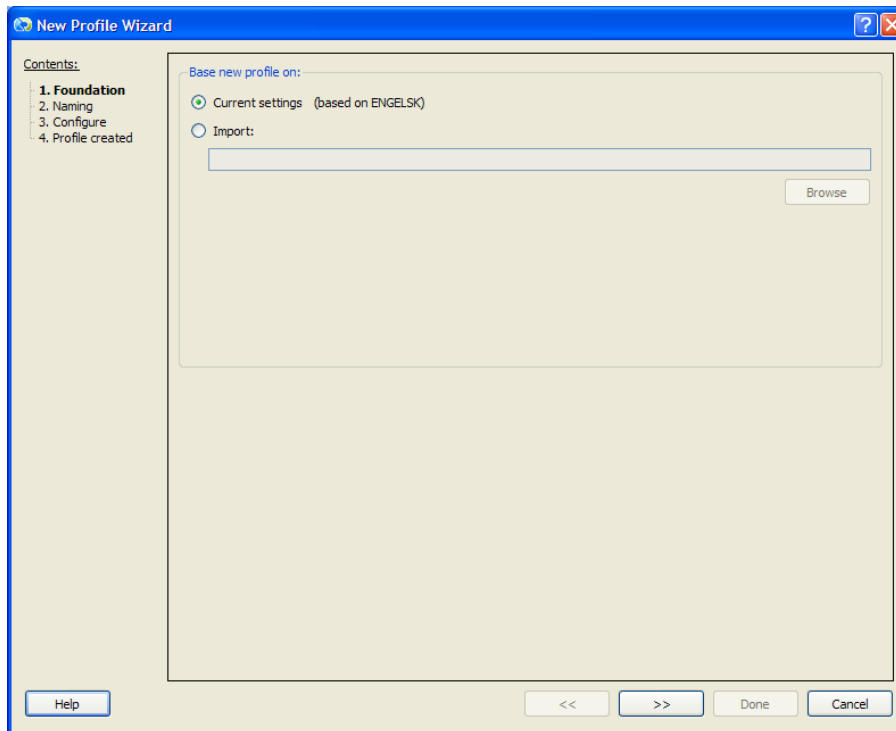 New Profile Wizard
Contents:
1. Foundation
2. Naming
3. Configure
4. Profile created
Base new profile on:
Current settings (based on ENGELSK)
Import:
Browse
Help << >> Done Cancel